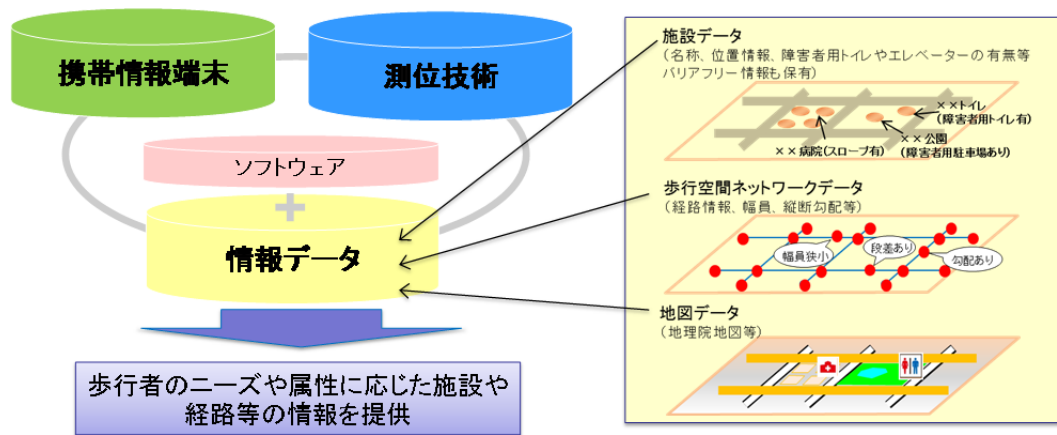 携帯情報端末
測位技術
ソフトウェア
+
情報データ
歩行者のニーズや属性に応じた施設や
経路等の情報を提供
施設データ
(名称、位置情報、障害者用トイレやエレベーターの有無等
バリアフリー情報も保有)
××トイレ
(障害者用トイレ有)
××公園
(障害者用駐車場あり)
××病院(スロープ有)
歩行空間ネットワークデータ
(経路情報、幅員、縦断勾配等)
幅員狭小
段差あり
勾配あり
地図データ
(地理院地図等)